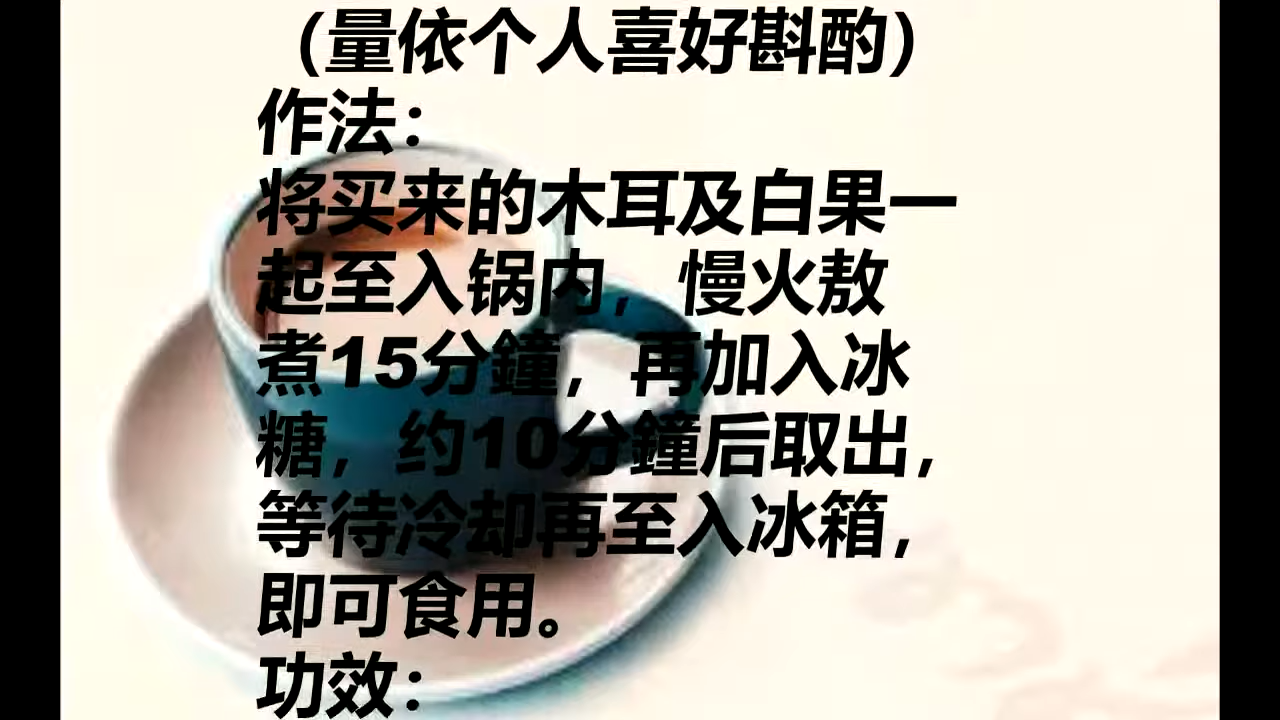 （量依个人喜好斟酌）
作法：
将买来的木耳及白果一
起至入锅内，慢火敖
煮15分鐘，再加入冰
糖，约10分鐘后取出，
等待冷却再至入冰箱，
即可食用。
功效：